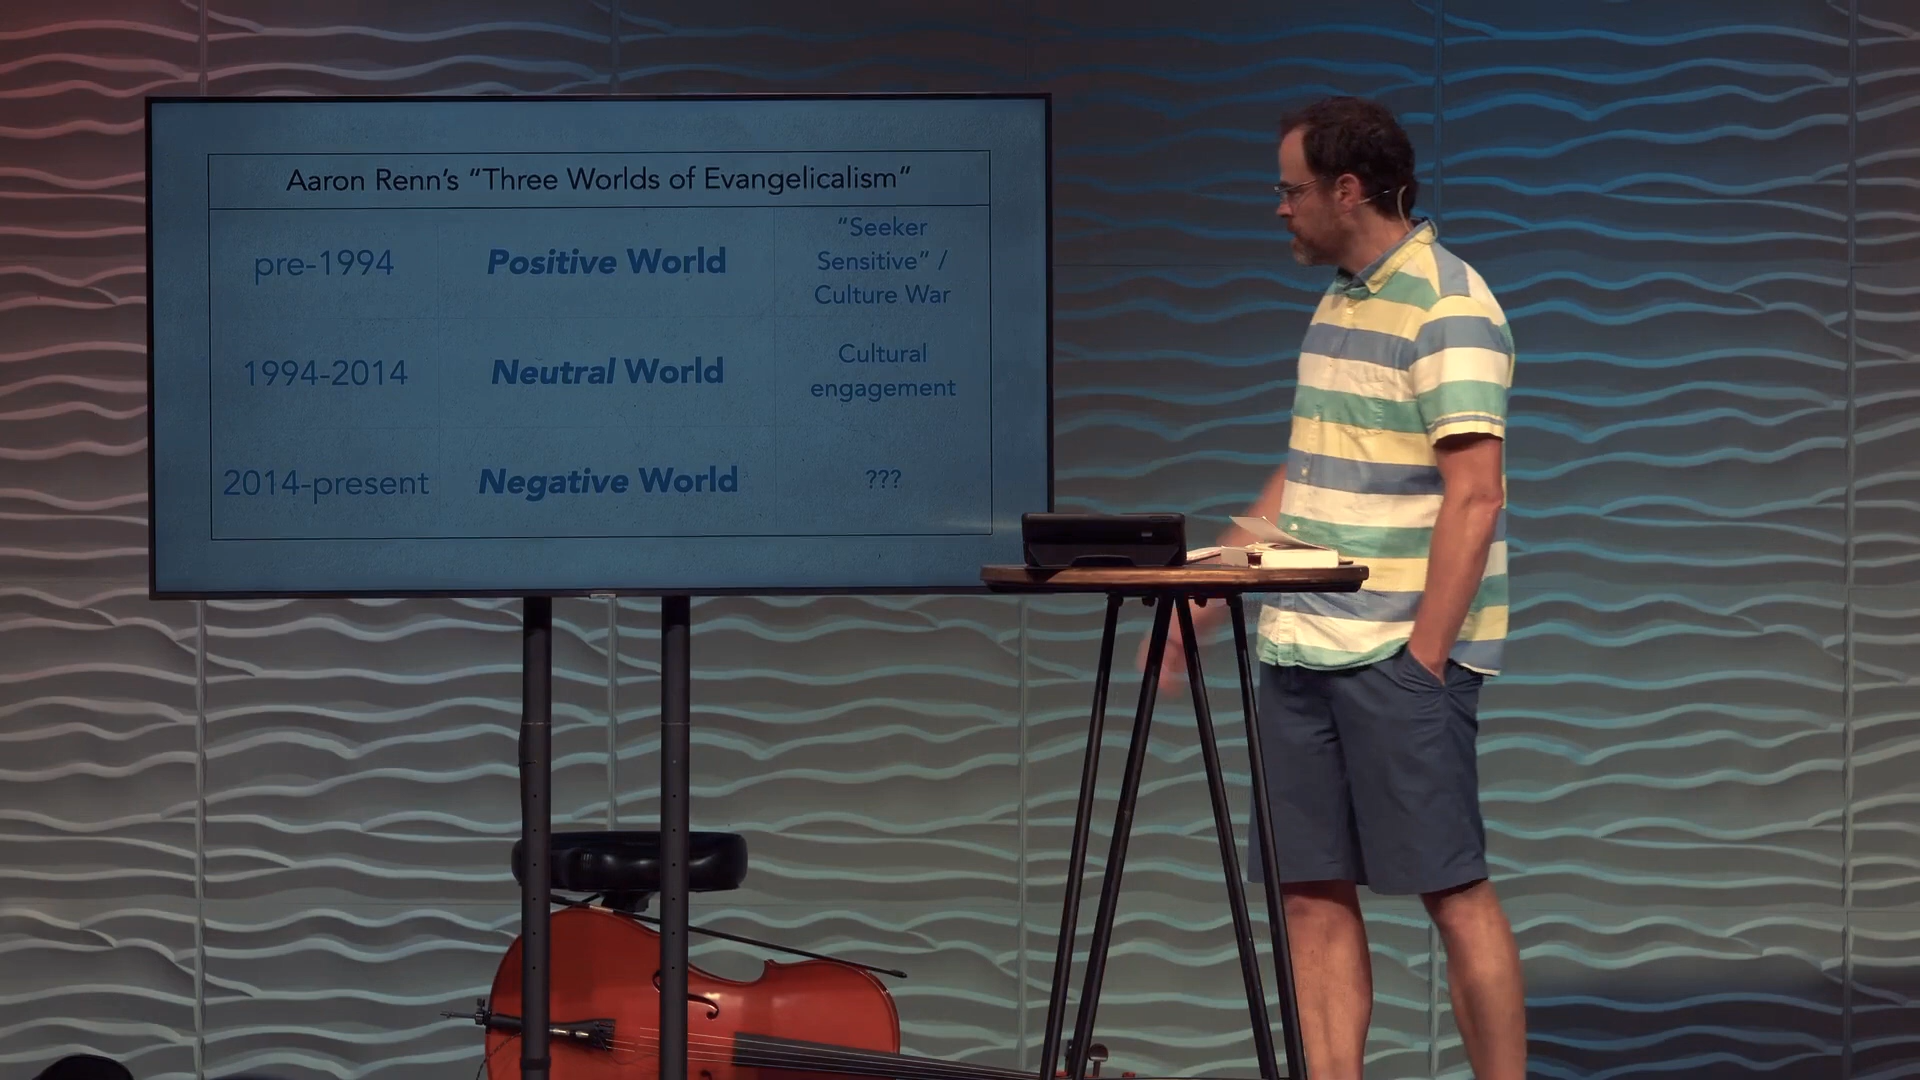 Aaron Renn's “Three Worlds of Evangelicalism”
pre-1994
Positive World
”Seeker
Sensitive” /
Culture War
1994-2014
Neutral World
Cultural
engagement
2014-present
Negative World
???